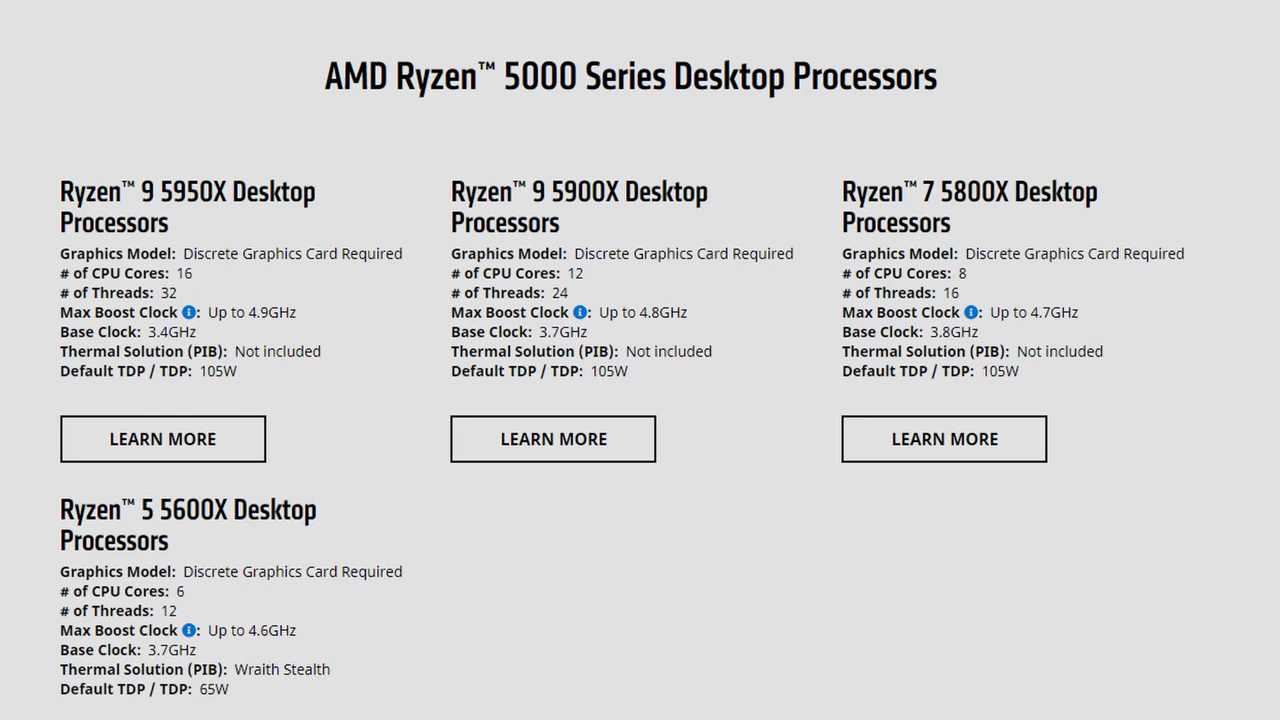 AMD Ryzen™ 5000 Series Desktop Processors
Ryzen™ 9 5950X Desktop
Processors
Graphics Model: Discrete Graphics Card Required
# of CPU Cores: 16
# of Threads: 32
Max Boost Clock i: Up to 4.9GHz
Base Clock: 3.4GHz
Thermal Solution (PIB): Not included
Default TDP / TDP: 105W
LEARN MORE
Ryzen™ 9 5900X Desktop
Processors
Graphics Model: Discrete Graphics Card Required
# of CPU Cores: 12
# of Threads: 24
Max Boost Clock i: Up to 4.8GHz
Base Clock: 3.7GHz
Thermal Solution (PIB): Not included
Default TDP / TDP: 105W
LEARN MORE
Ryzen™ 7 5800X Desktop
Processors
Graphics Model: Discrete Graphics Card Required
# of CPU Cores: 8
# of Threads: 16
Max Boost Clock i: Up to 4.7GHz
Base Clock: 3.8GHz
Thermal Solution (PIB): Not included
Default TDP / TDP: 105W
LEARN MORE
Ryzen™ 5 5600X Desktop
Processors
Graphics Model: Discrete Graphics Card Required
# of CPU Cores: 6
# of Threads: 12
Max Boost Clock i: Up to 4.6GHz
Base Clock: 3.7GHz
Thermal Solution (PIB): Wraith Stealth
Default TDP / TDP: 65W